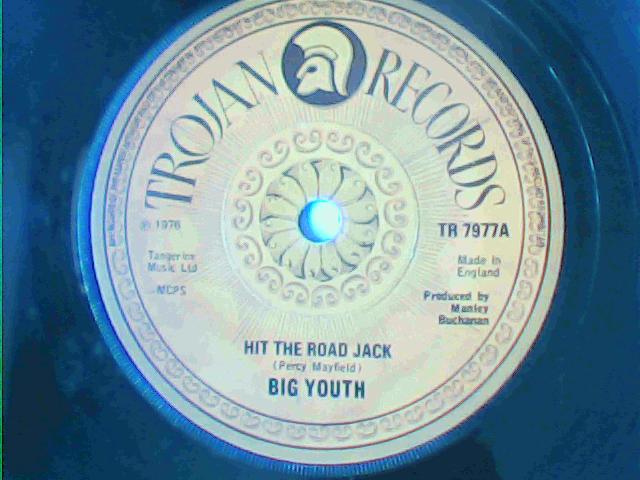 TROJAN RECORDS
℗ 1976
TR 7977A
Tangerine
Music Ltd
MCPS
Made in
England
Produced by
Manley
Buchanan
HIT THE ROAD JACK
(Percy Mayfield)
BIG YOUTH